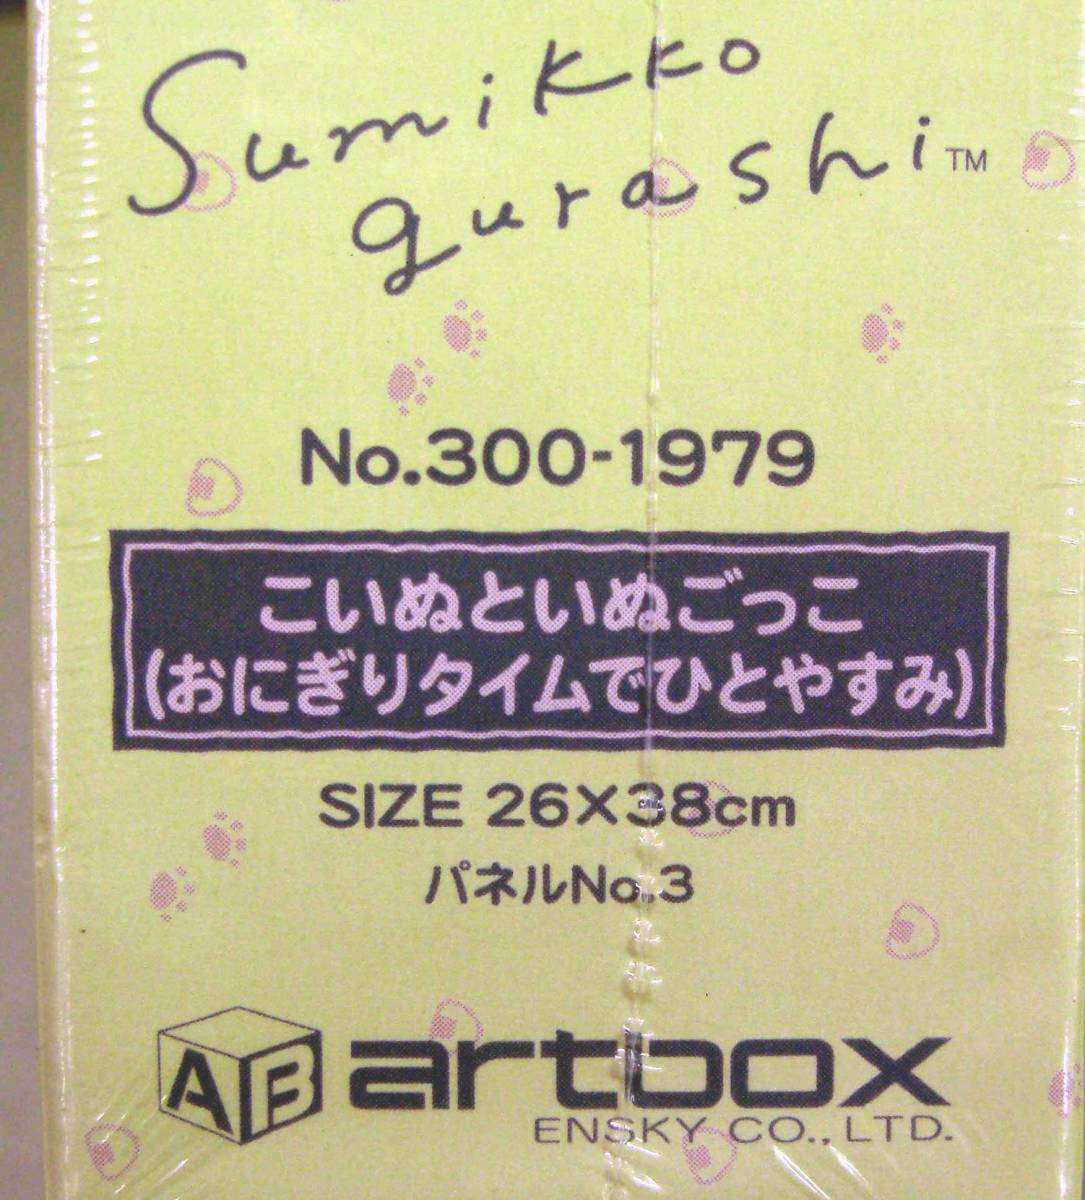 Sumikko
gurashi™
No.300-1979
こいぬといぬごっこ
(おにぎりタイムでひとやすみ)
SIZE 26×38cm
パネルNo.3
AB artbox
ENSKY CO., LTD.